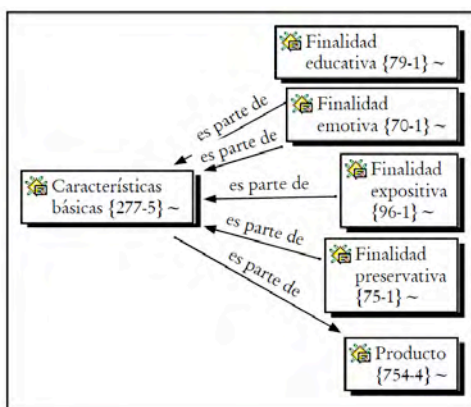 Finalidad
educativa {79-1} ~
es parte de
Finalidad
emotiva {70-1} ~
es parte de
Características
básicas {277-5} ~
es parte de
Finalidad
expositiva
{96-1} ~
es parte de
Finalidad
preservativa
{75-1} ~
es parte de
Producto
{754-4} ~